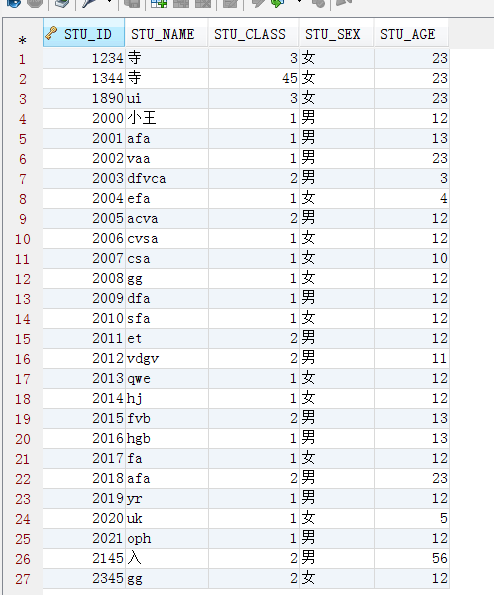 * STU_ID STU_NAME STU_CLASS STU_SEX STU_AGE
1 1234 寺 3 女 23
2 1344 寺 45 女 23
3 1890 ui 3 女 23
4 2000 小王 1 男 12
5 2001 afa 1 男 13
6 2002 vaa 1 男 23
7 2003 dfvca 2 男 3
8 2004 efa 1 女 4
9 2005 acva 2 男 12
10 2006 cvsa 1 女 12
11 2007 csa 1 女 10
12 2008 gg 1 女 12
13 2009 dfa 1 男 12
14 2010 sfa 1 女 12
15 2011 et 2 男 12
16 2012 vdgv 2 男 11
17 2013 qwe 1 女 12
18 2014 hj 1 女 12
19 2015 fvb 2 男 13
20 2016 hgb 1 男 13
21 2017 fa 1 女 12
22 2018 afa 2 男 23
23 2019 yr 1 男 12
24 2020 uk 1 女 5
25 2021 oph 1 男 12
26 2145 入 2 男 56
27 2345 gg 2 女 12